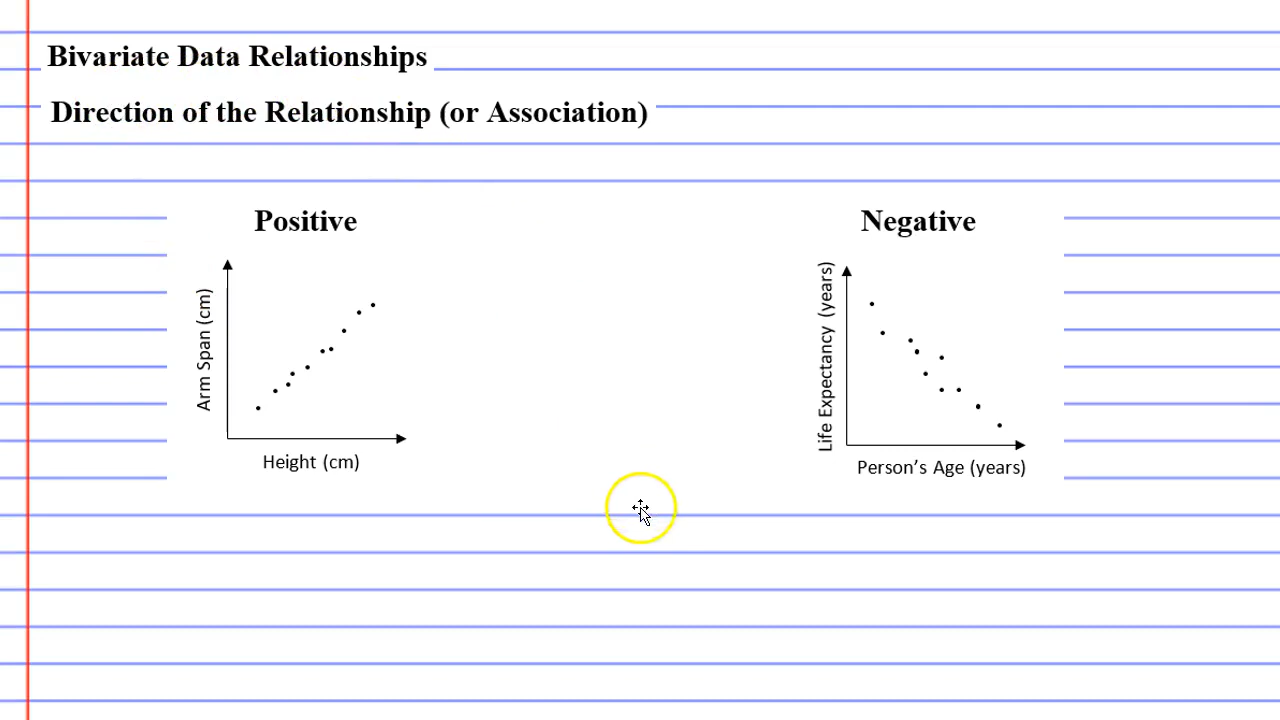 Bivariate Data Relationships
Direction of the Relationship (or Association)
Positive
Arm Span (cm)
Height (cm)
Negative
Life Expectancy (years)
Person’s Age (years)